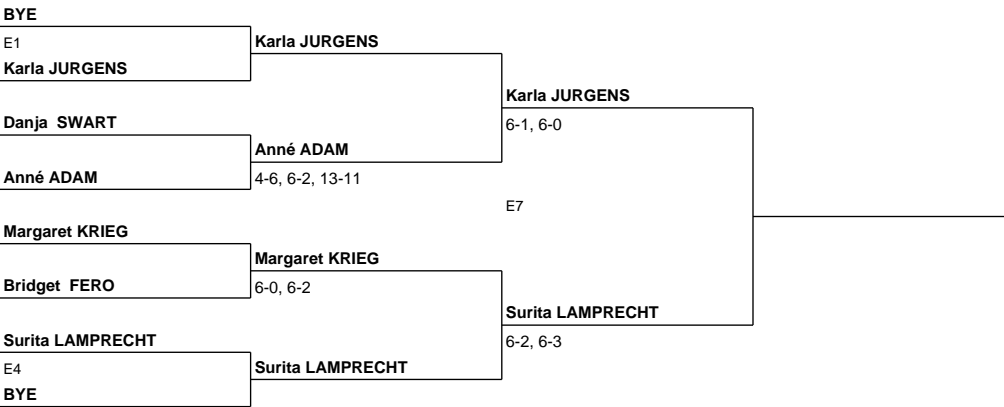 BYE
E1
Karla JURGENS
Karla JURGENS
Karla JURGENS
6-1, 6-0
Danja  SWART
Anné ADAM
Anné ADAM
4-6, 6-2, 13-11
E7
Margaret KRIEG
Margaret KRIEG
Bridget  FERO
6-0, 6-2
Surita LAMPRECHT
6-2, 6-3
Surita LAMPRECHT
E4
Surita LAMPRECHT
BYE